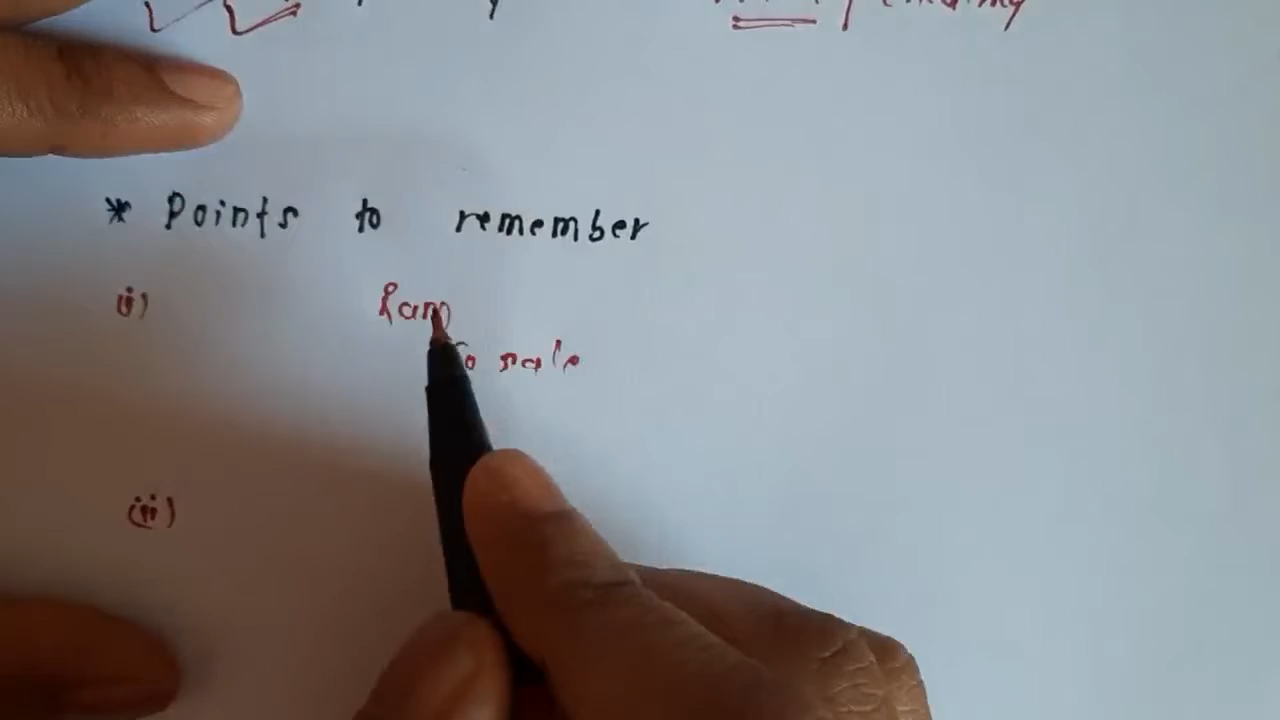 * Points to remember
(i) Ram
sale
(ii)